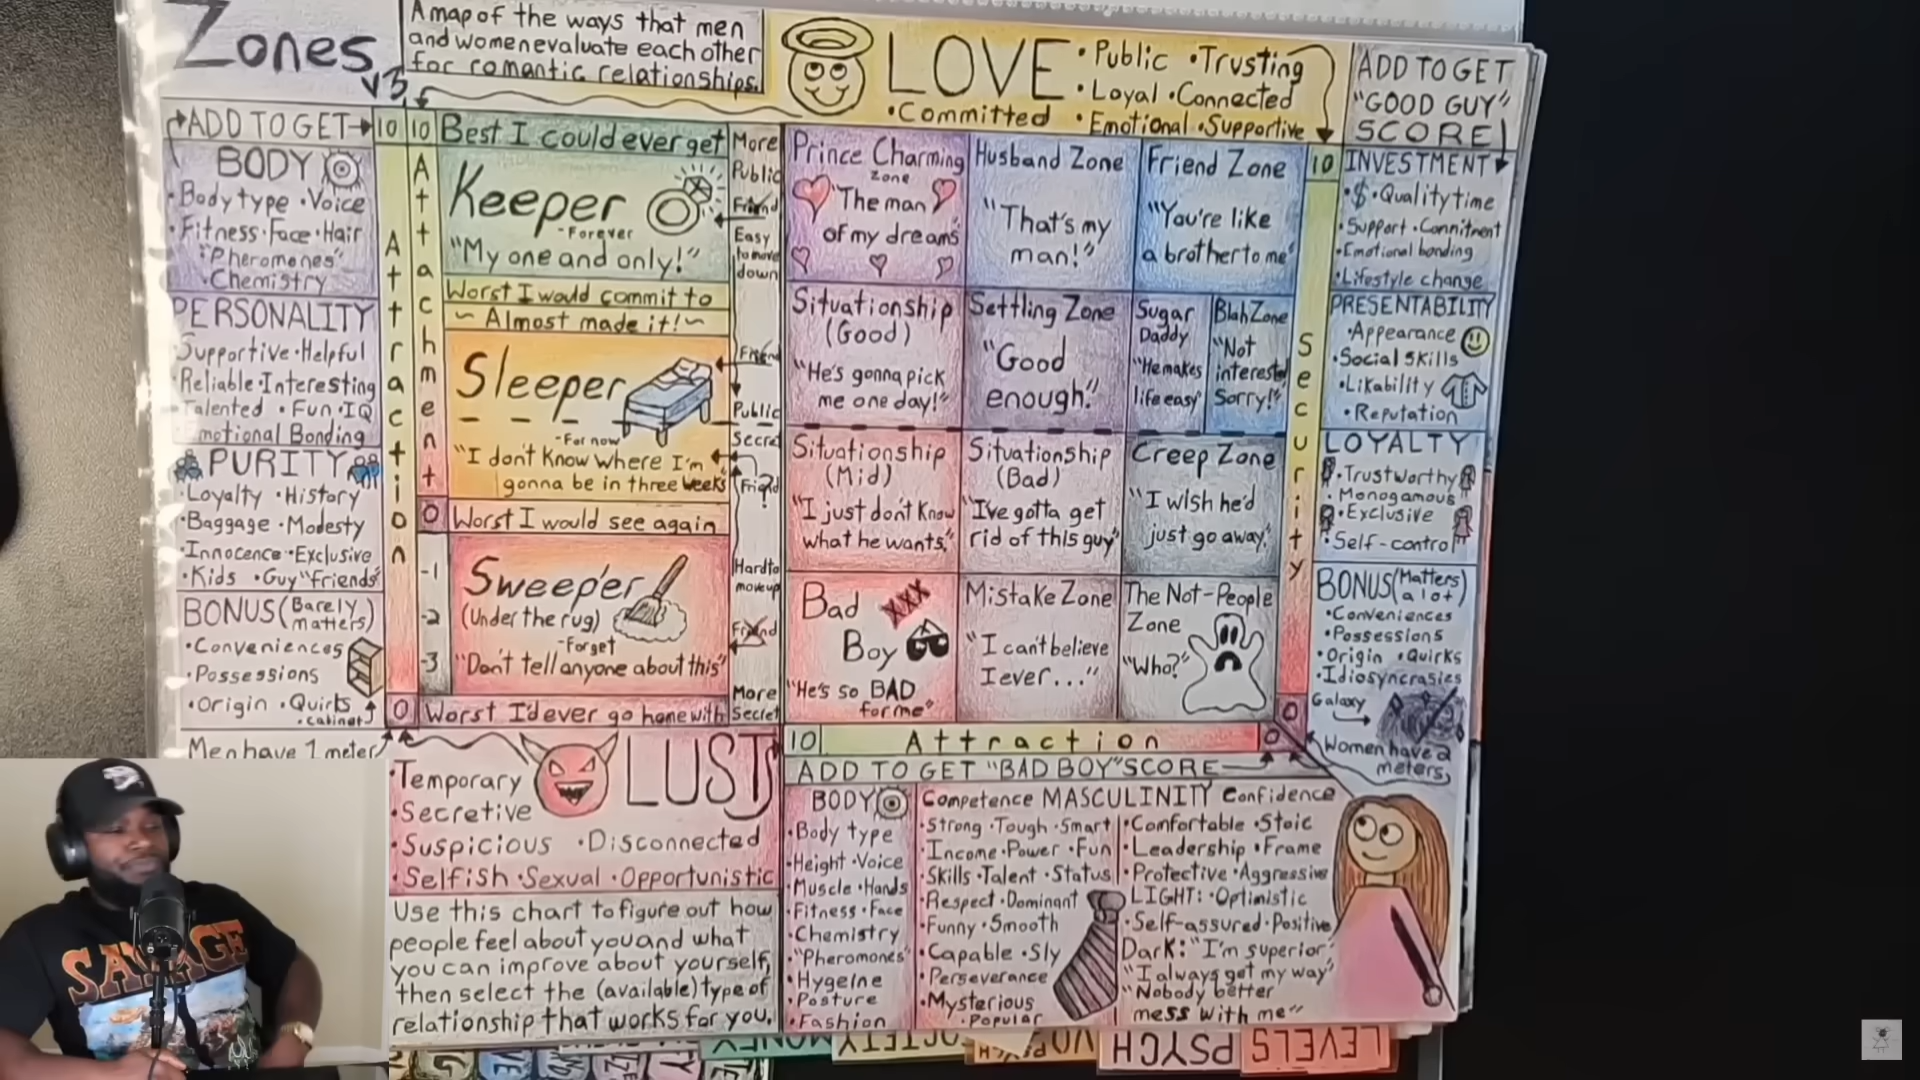 Zones
v3
A map of the ways that men
and women evaluate each other
for romantic relationships.
LOVE
• Public • Trusting
• Loyal • Connected
• Committed • Emotional • Supportive
ADD TO GET
"GOOD GUY"
SCORE
ADD TO GET
10
BODY
• Body type • Voice
• Fitness • Face • Hair
• "Pheromones"
• Chemistry
PERSONALITY
• Supportive • Helpful
• Reliable • Interesting
• Talented • Fun • IQ
• Emotional Bonding
PURITY
• Loyalty • History
• Baggage • Modesty
• Innocence • Exclusive
• Kids • Guy "friends"
BONUS (Barely matters)
• Conveniences
• Possessions
• Origin • Quirks
• cabinet
Men have 1 meter
Attraction
0
10
Attachment
0
-1
-2
-3
Best I could ever get
Keeper
- Forever
"My one and only!"
Worst I would commit to
~ Almost made it! ~
Sleeper
- For now
"I don't know where I'm
gonna be in three weeks"
Worst I would see again
Sweeper
(Under the rug)
- Forget
"Don't tell anyone about this"
Worst I'd ever go home with
More
Public
Friend
Easy
to move
down
Friend
Public
Secret
Friend?
Hard to
move up
Friend
More
Secret
Prince Charming
zone
"The man
of my dreams"
Husband Zone
"That's my
man!"
Friend Zone
"You're like
a brother to me"
Situationship
(Good)
"He's gonna pick
me one day!"
Settling Zone
"Good
enough."
Sugar
Daddy
"He makes
life easy"
Blah Zone
"Not
interested
Sorry!"
Situationship
(Mid)
"I just don't know
what he wants."
Situationship
(Bad)
"I've gotta get
rid of this guy"
Creep Zone
"I wish he'd
just go away."
Bad
Boy
XXX
"He's so BAD
for me"
Mistake Zone
"I can't believe
I ever..."
The Not-People
Zone
"Who?"
10
Security
0
INVESTMENT
• $ • Quality time
• Support • Commitment
• Emotional bonding
• Lifestyle change
PRESENTABILITY
• Appearance
• Social skills
• Likability
• Reputation
LOYALTY
• Trustworthy
• Monogamous
• Exclusive
• Self-control
BONUS (Matters a lot)
• Conveniences
• Possessions
• Origin • Quirks
• Idiosyncrasies
Galaxy
Women have 2
meters
LUST
• Temporary
• Secretive
• Suspicious • Disconnected
• Selfish • Sexual • Opportunistic
Use this chart to figure out how
people feel about you and what
you can improve about yourself,
then select the (available) type of
relationship that works for you.
10 Attraction 0
ADD TO GET "BAD BOY" SCORE
BODY
• Body type
• Height • Voice
• Muscle • Hands
• Fitness • Face
• Chemistry
• "Pheromones"
• Hygeine
• Posture
• Fashion
Competence MASCULINITY Confidence
• Strong • Tough • Smart
• Income • Power • Fun
• Skills • Talent • Status
• Respect • Dominant
• Funny • Smooth
• Capable • Sly
• Perseverance
• Mysterious
• Popular
• Comfortable • Stoic
• Leadership • Frame
• Protective • Aggressive
LIGHT: • Optimistic
• Self-assured • Positive
Dark: "I'm superior"
"I always get my way"
"Nobody better
mess with me"
MONEY
SOCIETY
PSYCH
LEVELS
SAVAGE